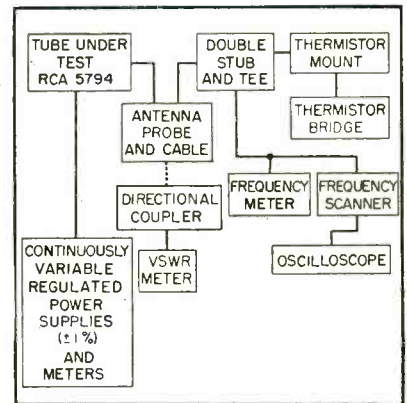 TUBE UNDER
TEST
RCA 5794
DOUBLE
STUB
AND TEE
THERMISTOR
MOUNT
THERMISTOR
BRIDGE
ANTENNA
PROBE
AND CABLE
DIRECTIONAL
COUPLER
FREQUENCY
METER
FREQUENCY
SCANNER
VSWR
METER
OSCILLOSCOPE
CONTINUOUSLY
VARIABLE
REGULATED
POWER
SUPPLIES
(±1%)
AND
METERS